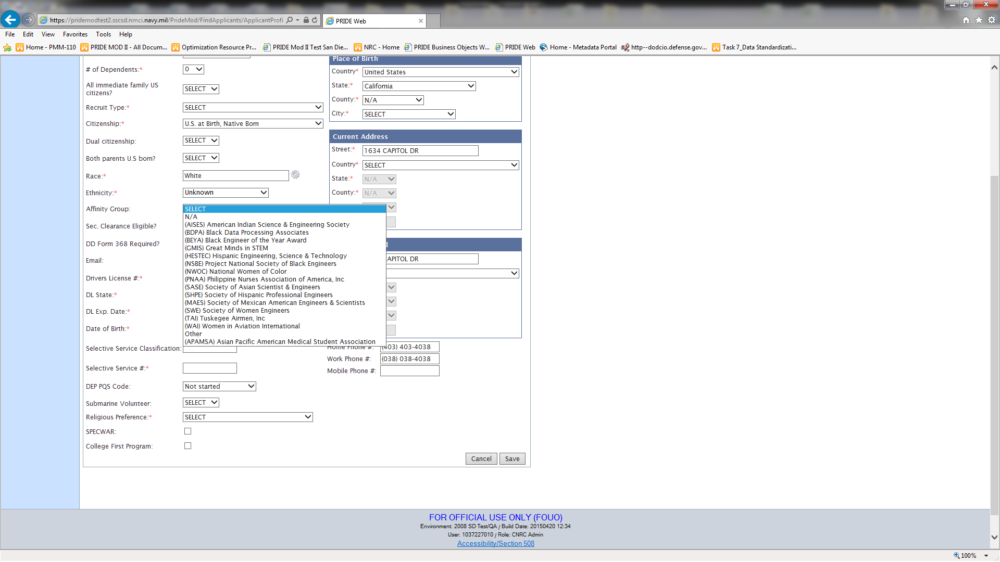 https://pridemodtest2.sscsd.nmci.navy.mil/PrideMod/FindApplicants/ApplicantProfi
PRIDE Web
File Edit View Favorites Tools Help
Home - PMM-110 PRIDE MOD II - All Docum... Optimization Resource Pr... PRIDE Mod II Test San Die... NRC - Home PRIDE Business Objects W... PRIDE Web Home - Metadata Portal http--dodcio.defense.gov... Task 7_Data Standardizati...
# of Dependents:* 0
All immediate family US
citizens? SELECT
Recruit Type:* SELECT
Citizenship:* U.S. at Birth, Native Born
Dual citizenship: SELECT
Both parents U.S born? SELECT
Race:* White
Ethnicity:* Unknown
Affinity Group:
SELECT
N/A
(AISES) American Indian Science & Engineering Society
(BDPA) Black Data Processing Associates
(BEYA) Black Engineer of the Year Award
(GMIS) Great Minds in STEM
(HESTEC) Hispanic Engineering, Science & Technology
(NSBE) Project National Society of Black Engineers
(NWOC) National Women of Color
(PNAA) Philippine Nurses Association of America, Inc
(SASE) Society of Asian Scientist & Engineers
(SHPE) Society of Hispanic Professional Engineers
(MAES) Society of Mexican American Engineers & Scientists
(SWE) Society of Women Engineers
(TAI) Tuskegee Airmen, Inc
(WAI) Women in Aviation International
Other
(APAMSA) Asian Pacific American Medical Student Association
Sec. Clearance Eligible?
DD Form 368 Required?
Email:
Drivers License #:*
DL State:*
DL Exp. Date:*
Date of Birth:*
Selective Service Classification:
Selective Service #:*
DEP PQS Code: Not started
Submarine Volunteer: SELECT
Religious Preference:* SELECT
SPECWAR:
College First Program:
Place of Birth
Country* United States
State:* California
County:* N/A
City:* SELECT
Current Address
Street:* 1634 CAPITOL DR
Country* SELECT
State:* N/A
County:* N/A
CAPITOL DR
Home Phone #: (403) 403-4038
Work Phone #: (038) 038-4038
Mobile Phone #:
Cancel Save
FOR OFFICIAL USE ONLY (FOUO)
Environment: 2008 SD Test/QA / Build Date: 20150420 12:34
User: 1037227010 / Role: CNRC Admin
Accessibility/Section 508
100%